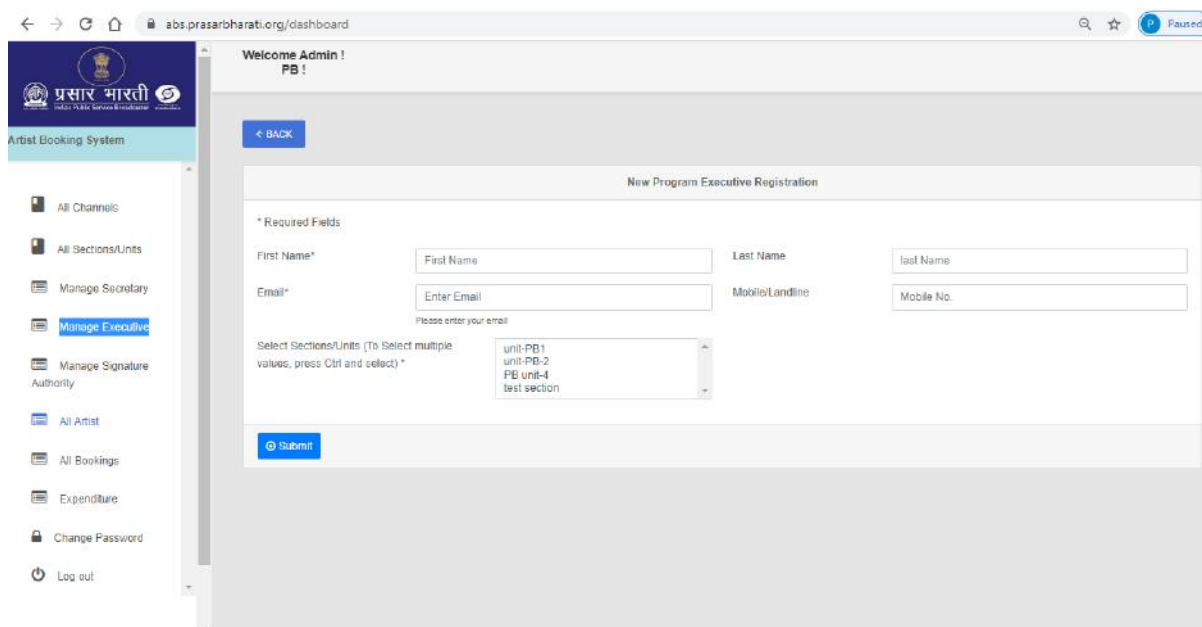 abs.prasarbharati.org/dashboard
P Paused
प्रसार भारती
India's Public Service Broadcaster
Artist Booking System
All Channels
All Sections/Units
Manage Secretary
Manage Executive
Manage Signature
Authority
All Artist
All Bookings
Expenditure
Change Password
Log out
Welcome Admin !
PB !
BACK
New Program Executive Registration
* Required Fields
First Name*
First Name
Last Name
last Name
Email*
Enter Email
Mobile/Landline
Mobile No.
Please enter your email
Select Sections/Units (To Select multiple
values, press Ctrl and select) *
unit-PB1
unit-PB-2
PB unit-4
test section
Submit